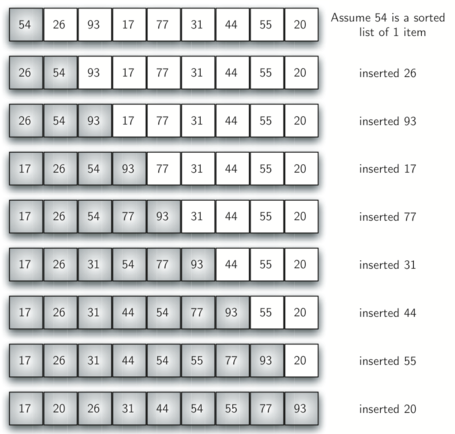 54 26 93 17 77 31 44 55 20 Assume 54 is a sorted
list of 1 item
26 54 93 17 77 31 44 55 20 inserted 26
26 54 93 17 77 31 44 55 20 inserted 93
17 26 54 93 77 31 44 55 20 inserted 17
17 26 54 77 93 31 44 55 20 inserted 77
17 26 31 54 77 93 44 55 20 inserted 31
17 26 31 44 54 77 93 55 20 inserted 44
17 26 31 44 54 55 77 93 20 inserted 55
17 20 26 31 44 54 55 77 93 inserted 20